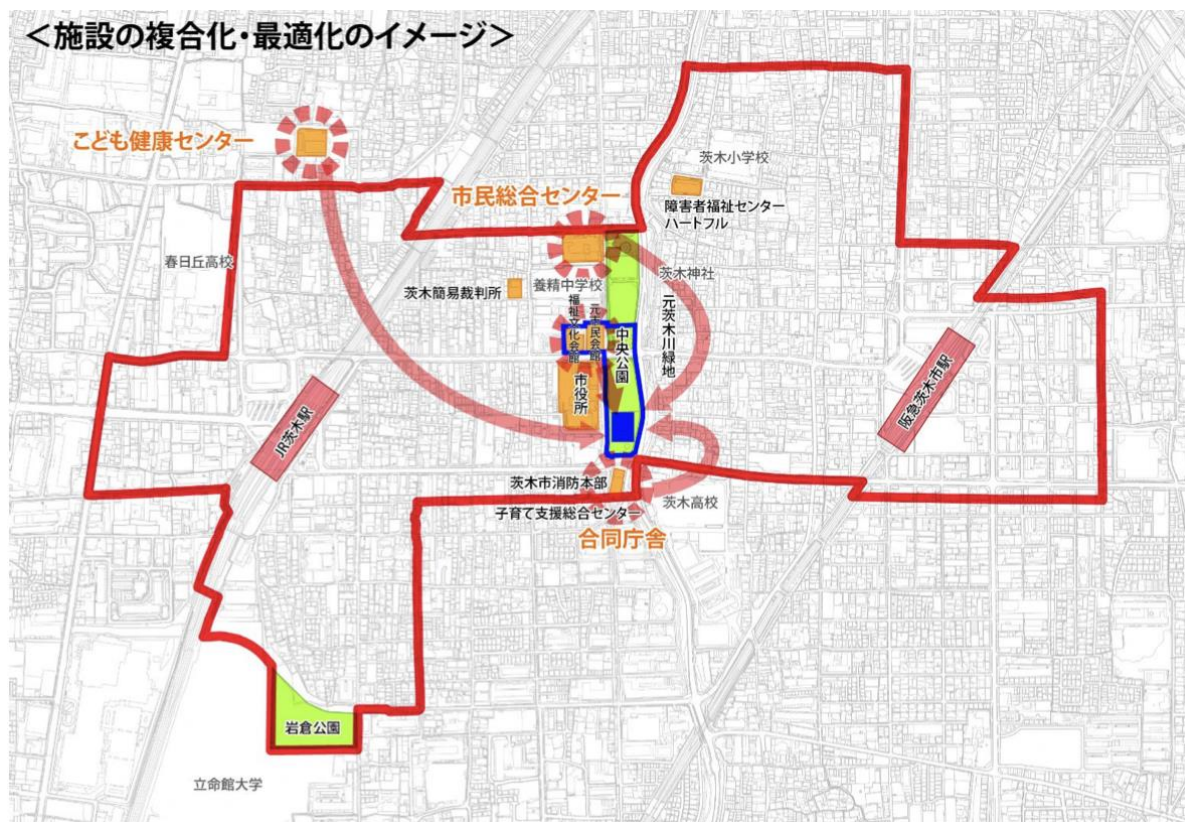 ＜施設の複合化・最適化のイメージ＞
こども健康センター
茨木小学校
市民総合センター
障害者福祉センター
ハートフル
春日丘高校
茨木神社
養精中学校
茨木簡易裁判所
福祉文化会館
元市民会館
中央公園
元茨木川緑地
市役所
JR茨木駅
阪急茨木市駅
茨木市消防本部
茨木高校
子育て支援総合センター
合同庁舎
岩倉公園
立命館大学